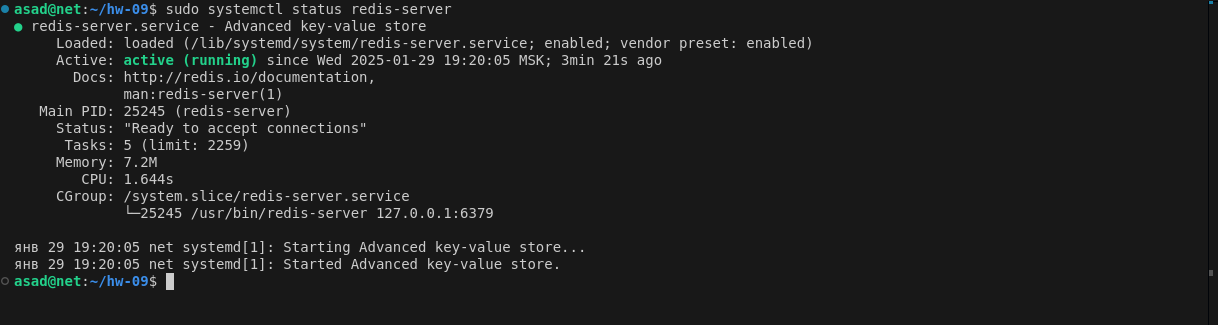 asad@net:~/hw-09$ sudo systemctl status redis-server
● redis-server.service - Advanced key-value store
     Loaded: loaded (/lib/systemd/system/redis-server.service; enabled; vendor preset: enabled)
     Active: active (running) since Wed 2025-01-29 19:20:05 MSK; 3min 21s ago
       Docs: http://redis.io/documentation,
             man:redis-server(1)
   Main PID: 25245 (redis-server)
     Status: "Ready to accept connections"
      Tasks: 5 (limit: 2259)
     Memory: 7.2M
        CPU: 1.644s
     CGroup: /system.slice/redis-server.service
             └─25245 /usr/bin/redis-server 127.0.0.1:6379

янв 29 19:20:05 net systemd[1]: Starting Advanced key-value store...
янв 29 19:20:05 net systemd[1]: Started Advanced key-value store.
asad@net:~/hw-09$